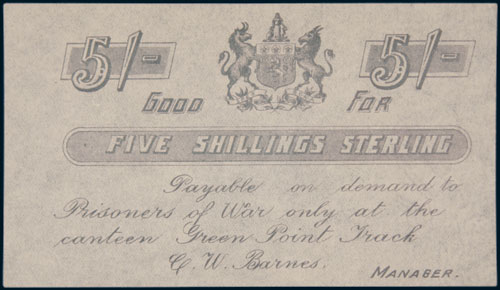 5/- 5/-
GOOD FOR
FIVE SHILLINGS STERLING
Payable on demand to
Prisoners of War only at the
canteen Green Point Track
C. W. Barnes.
MANAGER.